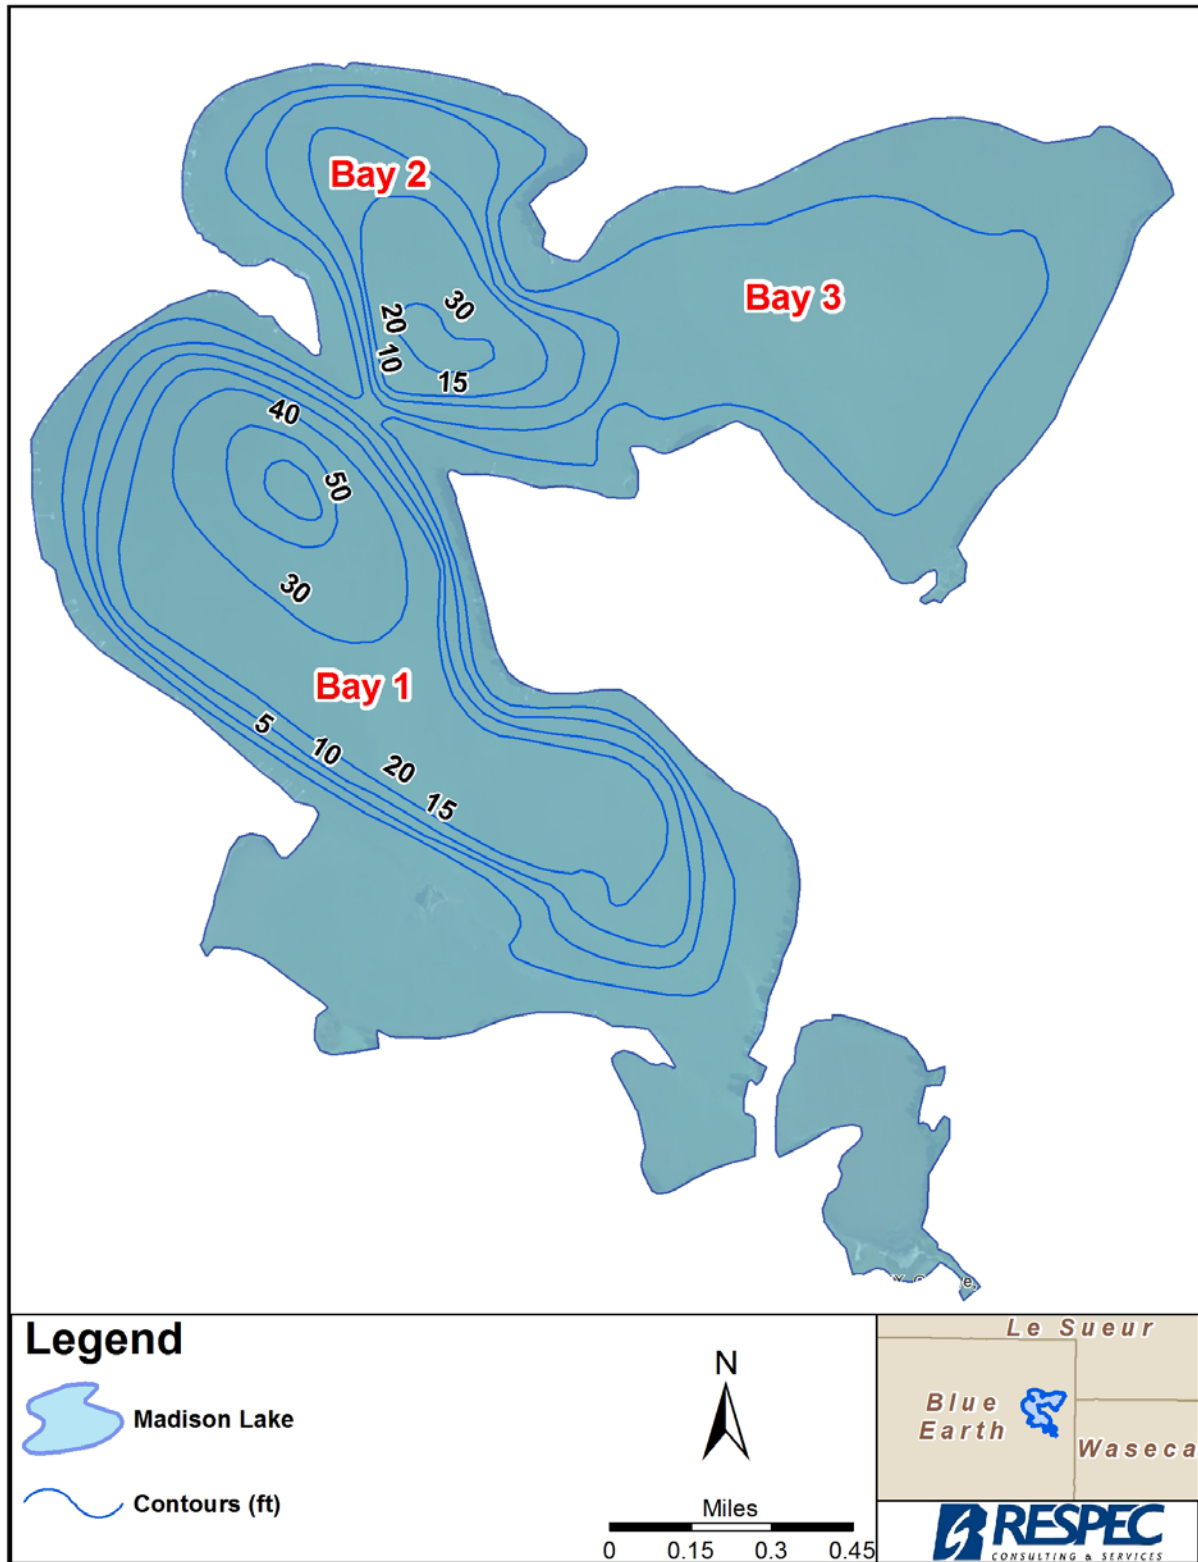 Bay 2
30
20
Bay 3
10
15
40
50
30
Bay 1
5
10
20
15
Legend
Madison Lake
Contours (ft)
N
Miles
0 0.15 0.3 0.45
Le Sueur
Blue
Earth
Waseca
RESPEC
CONSULTING & SERVICES